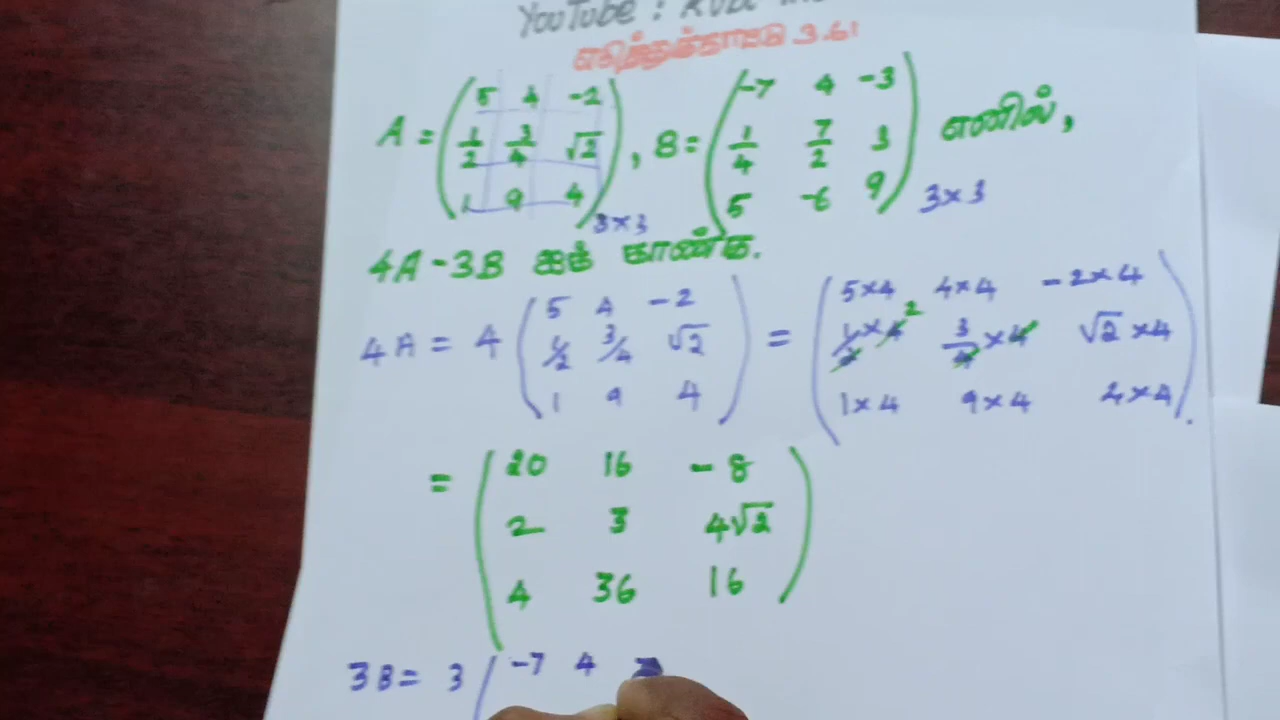 YouTube :
எடுத்துக்காட்டு 3.61
A = ( 5 4 -2 ) , B = ( -7 4 -3 ) எனில்,
( 1/2 3/4 √2 ) ( 1/4 7/2 3 )
( 1 9 4 ) 3×3 ( 5 -6 9 ) 3×3
4A - 3B ஐக் காண்க.
4A = 4 ( 5 4 -2 ) = ( 5×4 4×4 -2×4 )
( 1/2 3/4 √2 ) ( 1/2×4 2 3/4×4 √2×4 )
( 1 9 4 ) ( 1×4 9×4 4×4 ) .
= ( 20 16 -8 )
( 2 3 4√2 )
( 4 36 16 )
3B = 3 ( -7 4